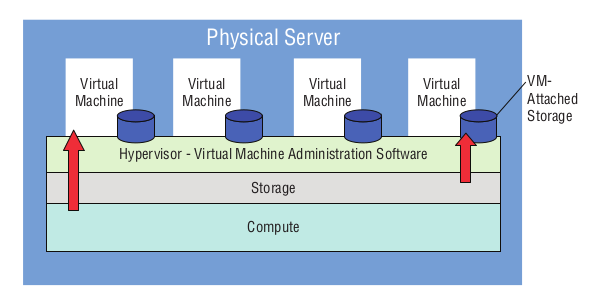 Physical Server
Virtual
Machine
Virtual
Machine
Virtual
Machine
Virtual
Machine
VM-
Attached
Storage
Hypervisor - Virtual Machine Administration Software
Storage
Compute